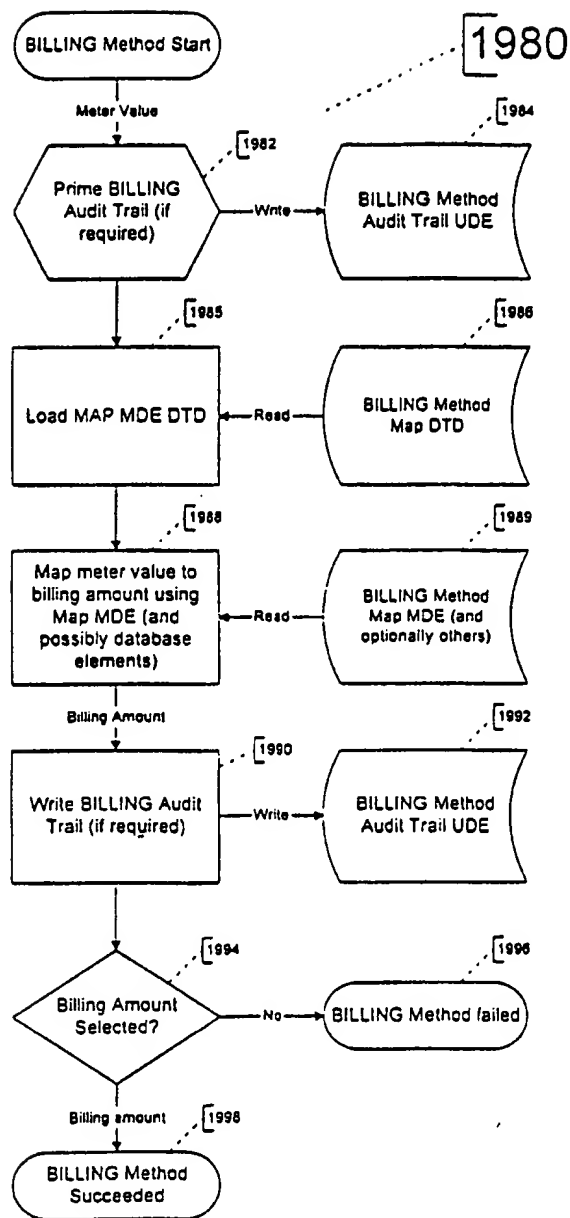 BILLING Method Start
1980
Meter Value
1982
1984
Prime BILLING
Audit Trail (if
required)
Write
BILLING Method
Audit Trail UDE
1985
1986
Load MAP MDE DTD
Read
BILLING Method
Map DTD
1988
1989
Map meter value to
billing amount using
Map MDE (and
possibly database
elements)
Read
BILLING Method
Map MDE (and
optionally others)
Billing Amount
1990
1992
Write BILLING Audit
Trail (if required)
Write
BILLING Method
Audit Trail UDE
1994
1996
Billing Amount
Selected?
No
BILLING Method failed
Billing amount
1998
BILLING Method
Succeeded